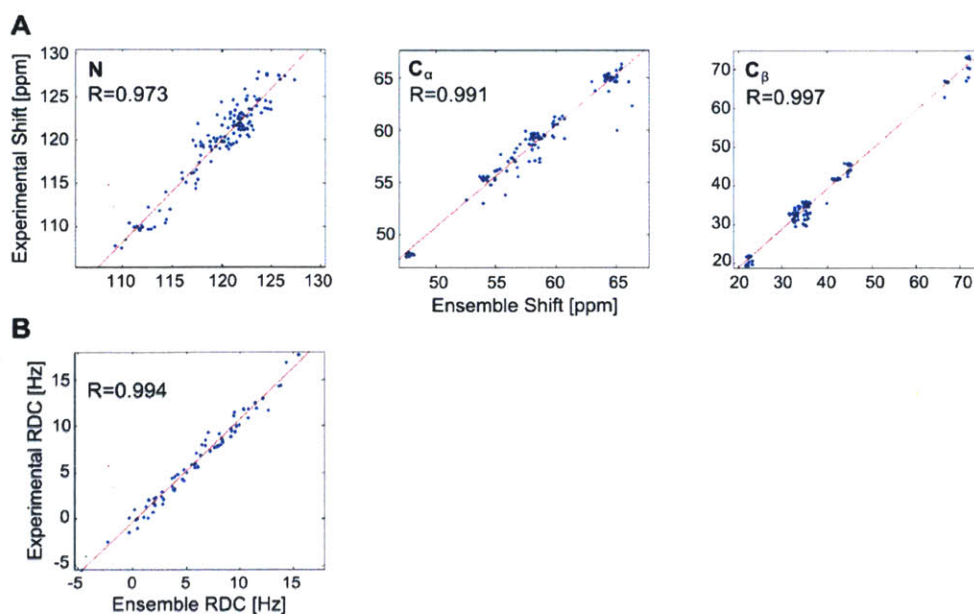 A
N
R=0.973
Experimental Shift [ppm]
130
125
120
115
110
110 115 120 125 130
Cα
R=0.991
65
60
55
50
50 55 60 65
Ensemble Shift [ppm]
Cβ
R=0.997
70
60
50
40
30
20
20 30 40 50 60 70
B
R=0.994
Experimental RDC [Hz]
15
10
5
0
-5
-5 0 5 10 15
Ensemble RDC [Hz]